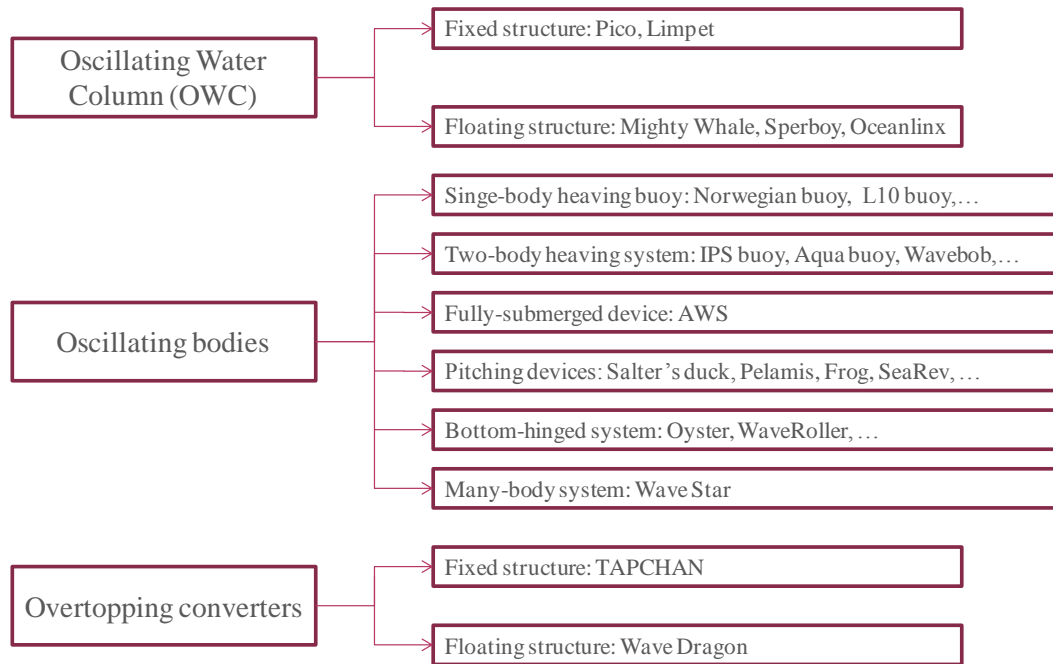 Fixed structure: Pico, Limpet
Oscillating Water
Column (OWC)
Floating structure: Mighty Whale, Sperboy, Oceanlinx
Singe-body heaving buoy: Norwegian buoy, L10 buoy,…
Two-body heaving system: IPS buoy, Aqua buoy, Wavebob,…
Fully-submerged device: AWS
Oscillating bodies
Pitching devices: Salter's duck, Pelamis, Frog, SeaRev, …
Bottom-hinged system: Oyster, WaveRoller, …
Many-body system: Wave Star
Fixed structure: TAPCHAN
Overtopping converters
Floating structure: Wave Dragon